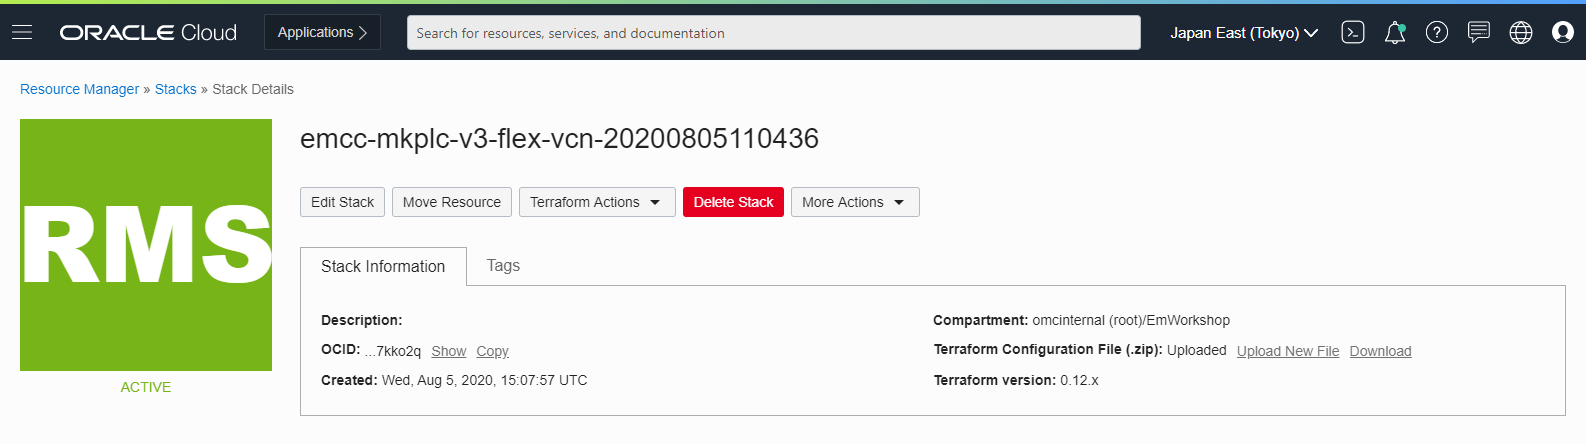 ORACLE Cloud
Applications
Search for resources, services, and documentation
Japan East (Tokyo)
Resource Manager » Stacks » Stack Details
RMS
ACTIVE
emcc-mkplc-v3-flex-vcn-20200805110436
Edit Stack
Move Resource
Terraform Actions
Delete Stack
More Actions
Stack Information
Tags
Description:
OCID: ...7kko2q Show Copy
Created: Wed, Aug 5, 2020, 15:07:57 UTC
Compartment: omcinternal (root)/EmWorkshop
Terraform Configuration File (.zip): Uploaded Upload New File Download
Terraform version: 0.12.x